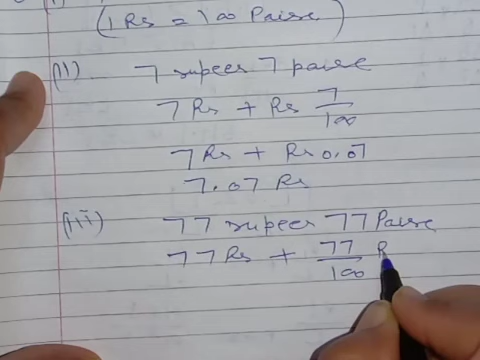 (1 Rs = 100 Paise)
(ii) 7 rupees 7 paise
7 Rs + Rs 7/100
7 Rs + Rs 0.07
7.07 Rs
(iii) 77 rupees 77 Paise
77 Rs + 77/100 R